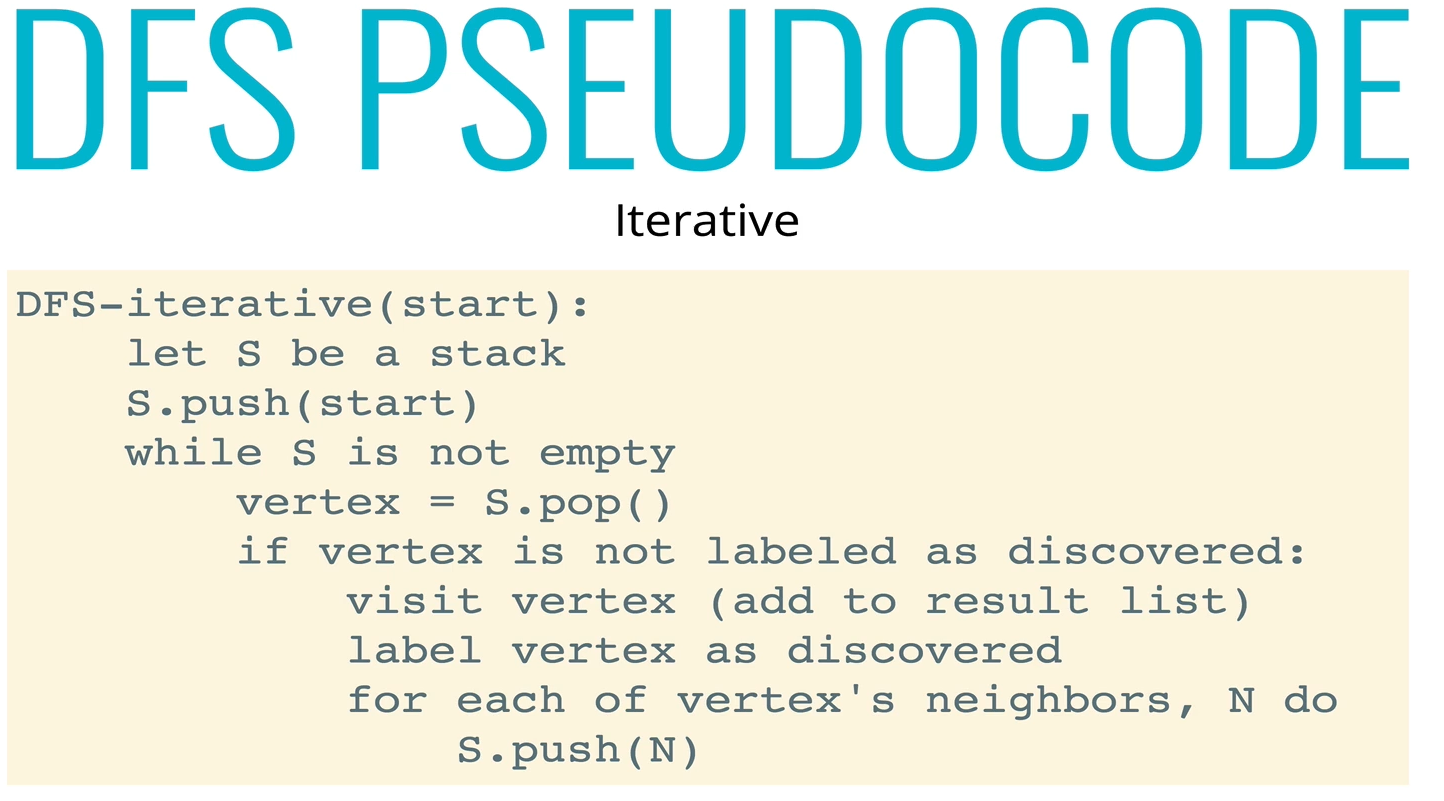 DFS PSEUDOCODE
Iterative
DFS-iterative(start):
    let S be a stack
    S.push(start)
    while S is not empty
        vertex = S.pop()
        if vertex is not labeled as discovered:
            visit vertex (add to result list)
            label vertex as discovered
            for each of vertex's neighbors, N do
                S.push(N)